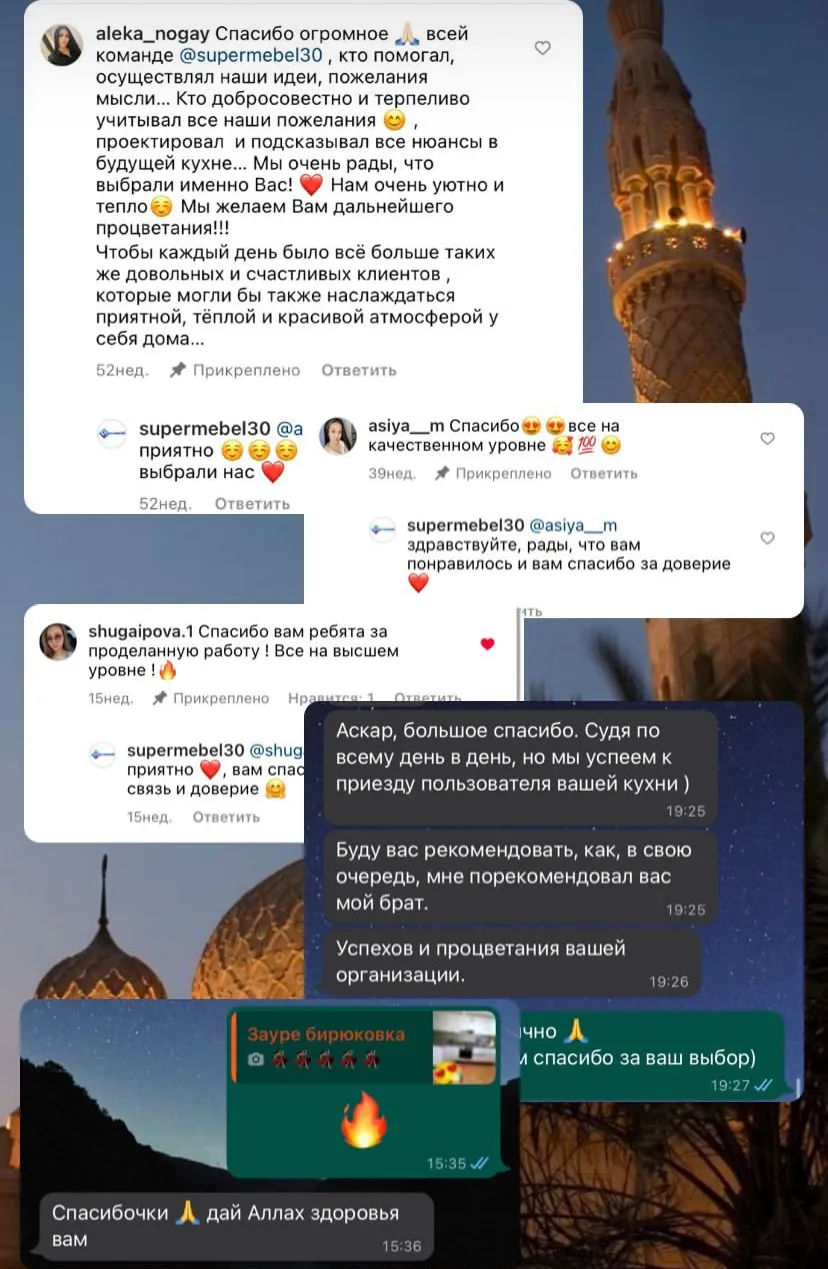 aleka_nogay Спасибо огромное 🙏🏻 всей
команде @supermebel30 , кто помогал,
осуществлял наши идеи, пожелания
мысли... Кто добросовестно и терпеливо
учитывал все наши пожелания 😊 ,
проектировал и подсказывал все нюансы в
будущей кухне... Мы очень рады, что
выбрали именно Вас! ❤️ Нам очень уютно и
тепло☺️ Мы желаем Вам дальнейшего
процветания!!!
Чтобы каждый день было всё больше таких
же довольных и счастливых клиентов ,
которые могли бы также наслаждаться
приятной, тёплой и красивой атмосферой у
себя дома...
52нед. Прикреплено Ответить
supermebel30 @a
приятно ☺️☺️☺️
выбрали нас ❤️
52нед. Ответить
asiya__m Спасибо😍😍все на
качественном уровне 🥰💯😊
39нед. Прикреплено Ответить
supermebel30 @asiya__m
здравствуйте, рады, что вам
понравилось и вам спасибо за доверие
❤️
ить
shugaipova.1 Спасибо вам ребята за
проделанную работу ! Все на высшем
уровне !🔥
15нед. Прикреплено Нравится: 1 Ответить
supermebel30 @shug
приятно ❤️, вам спас
связь и доверие 🤗
15нед. Ответить
Аскар, большое спасибо. Судя по
всему день в день, но мы успеем к
приезду пользователя вашей кухни )
19:25
Буду вас рекомендовать, как, в свою
очередь, мне порекомендовал вас
мой брат.
19:25
Успехов и процветания вашей
организации.
19:26
чно 🙏
м спасибо за ваш выбор)
19:27
Зауре бирюковка
🔥
15:35
Спасибочки 🙏 дай Аллах здоровья
вам
15:36